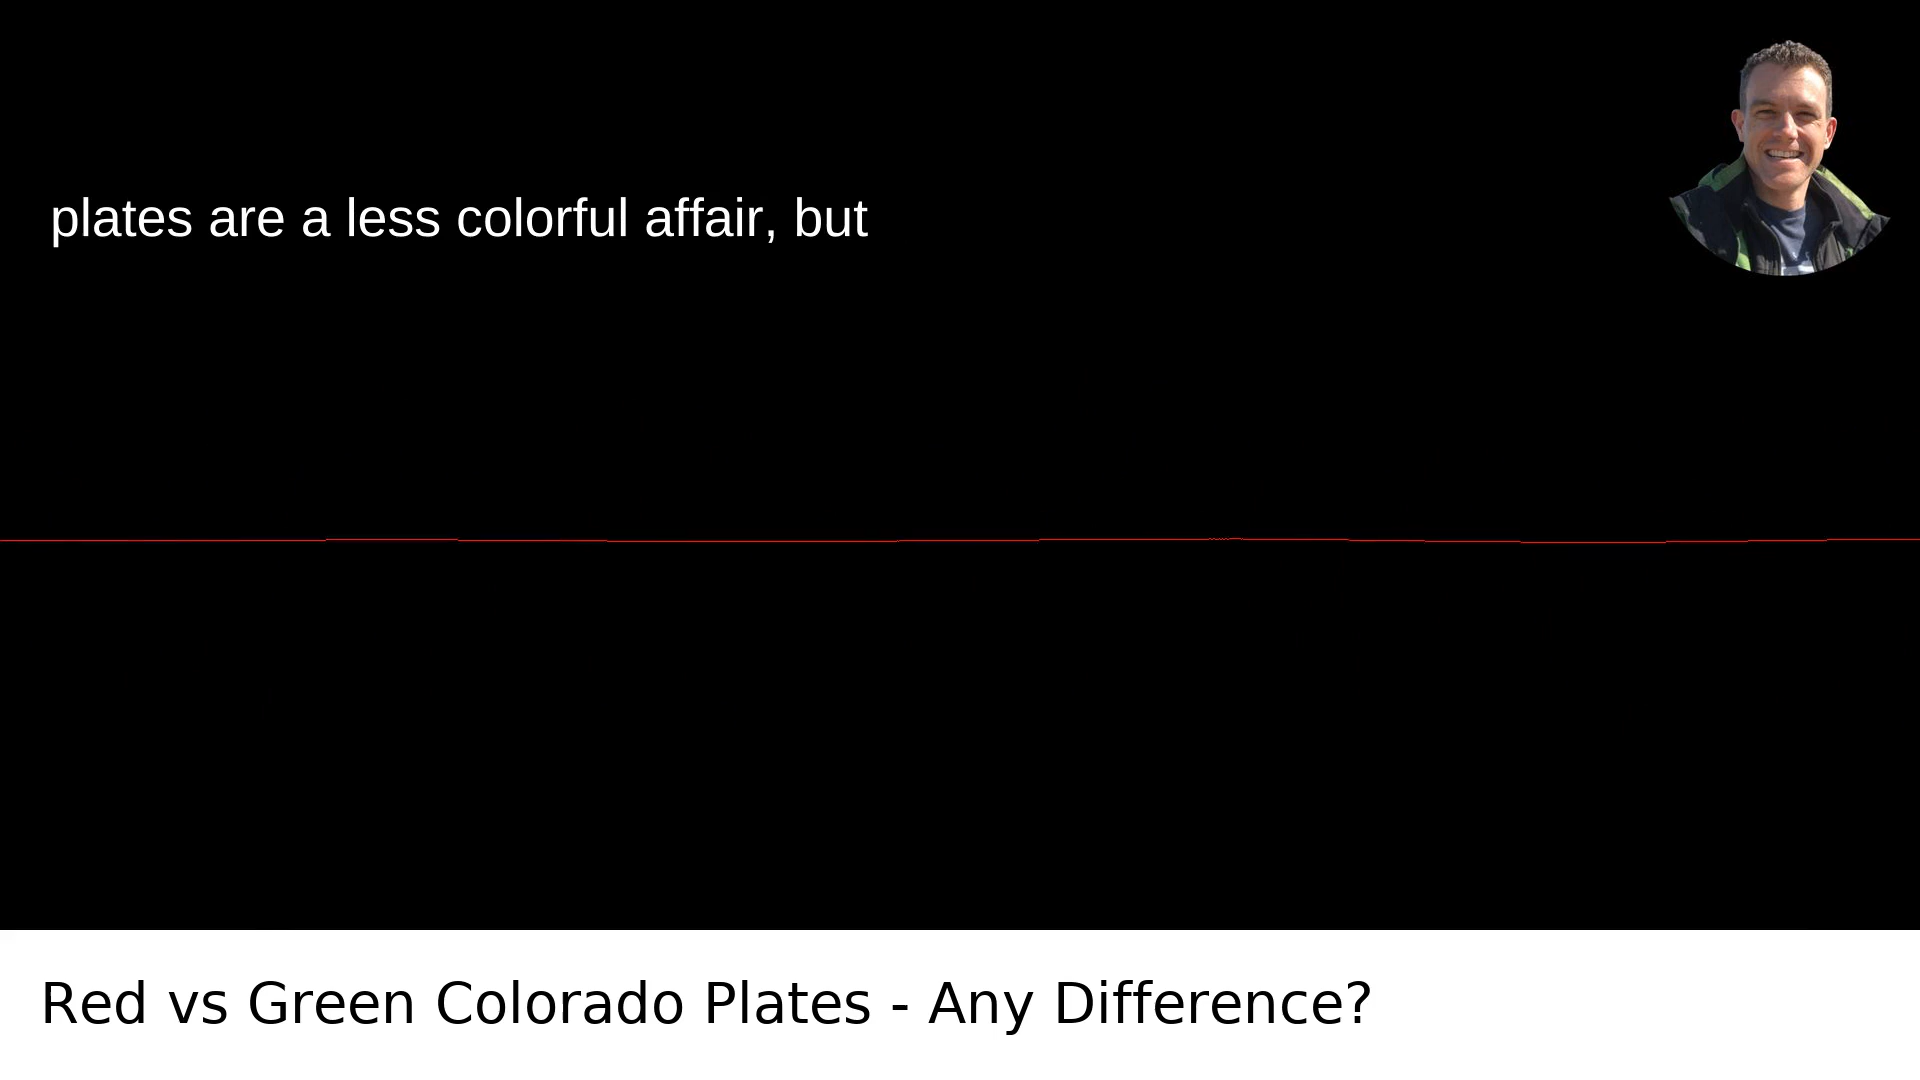 plates are a less colorful affair, but
Red vs Green Colorado Plates - Any Difference?